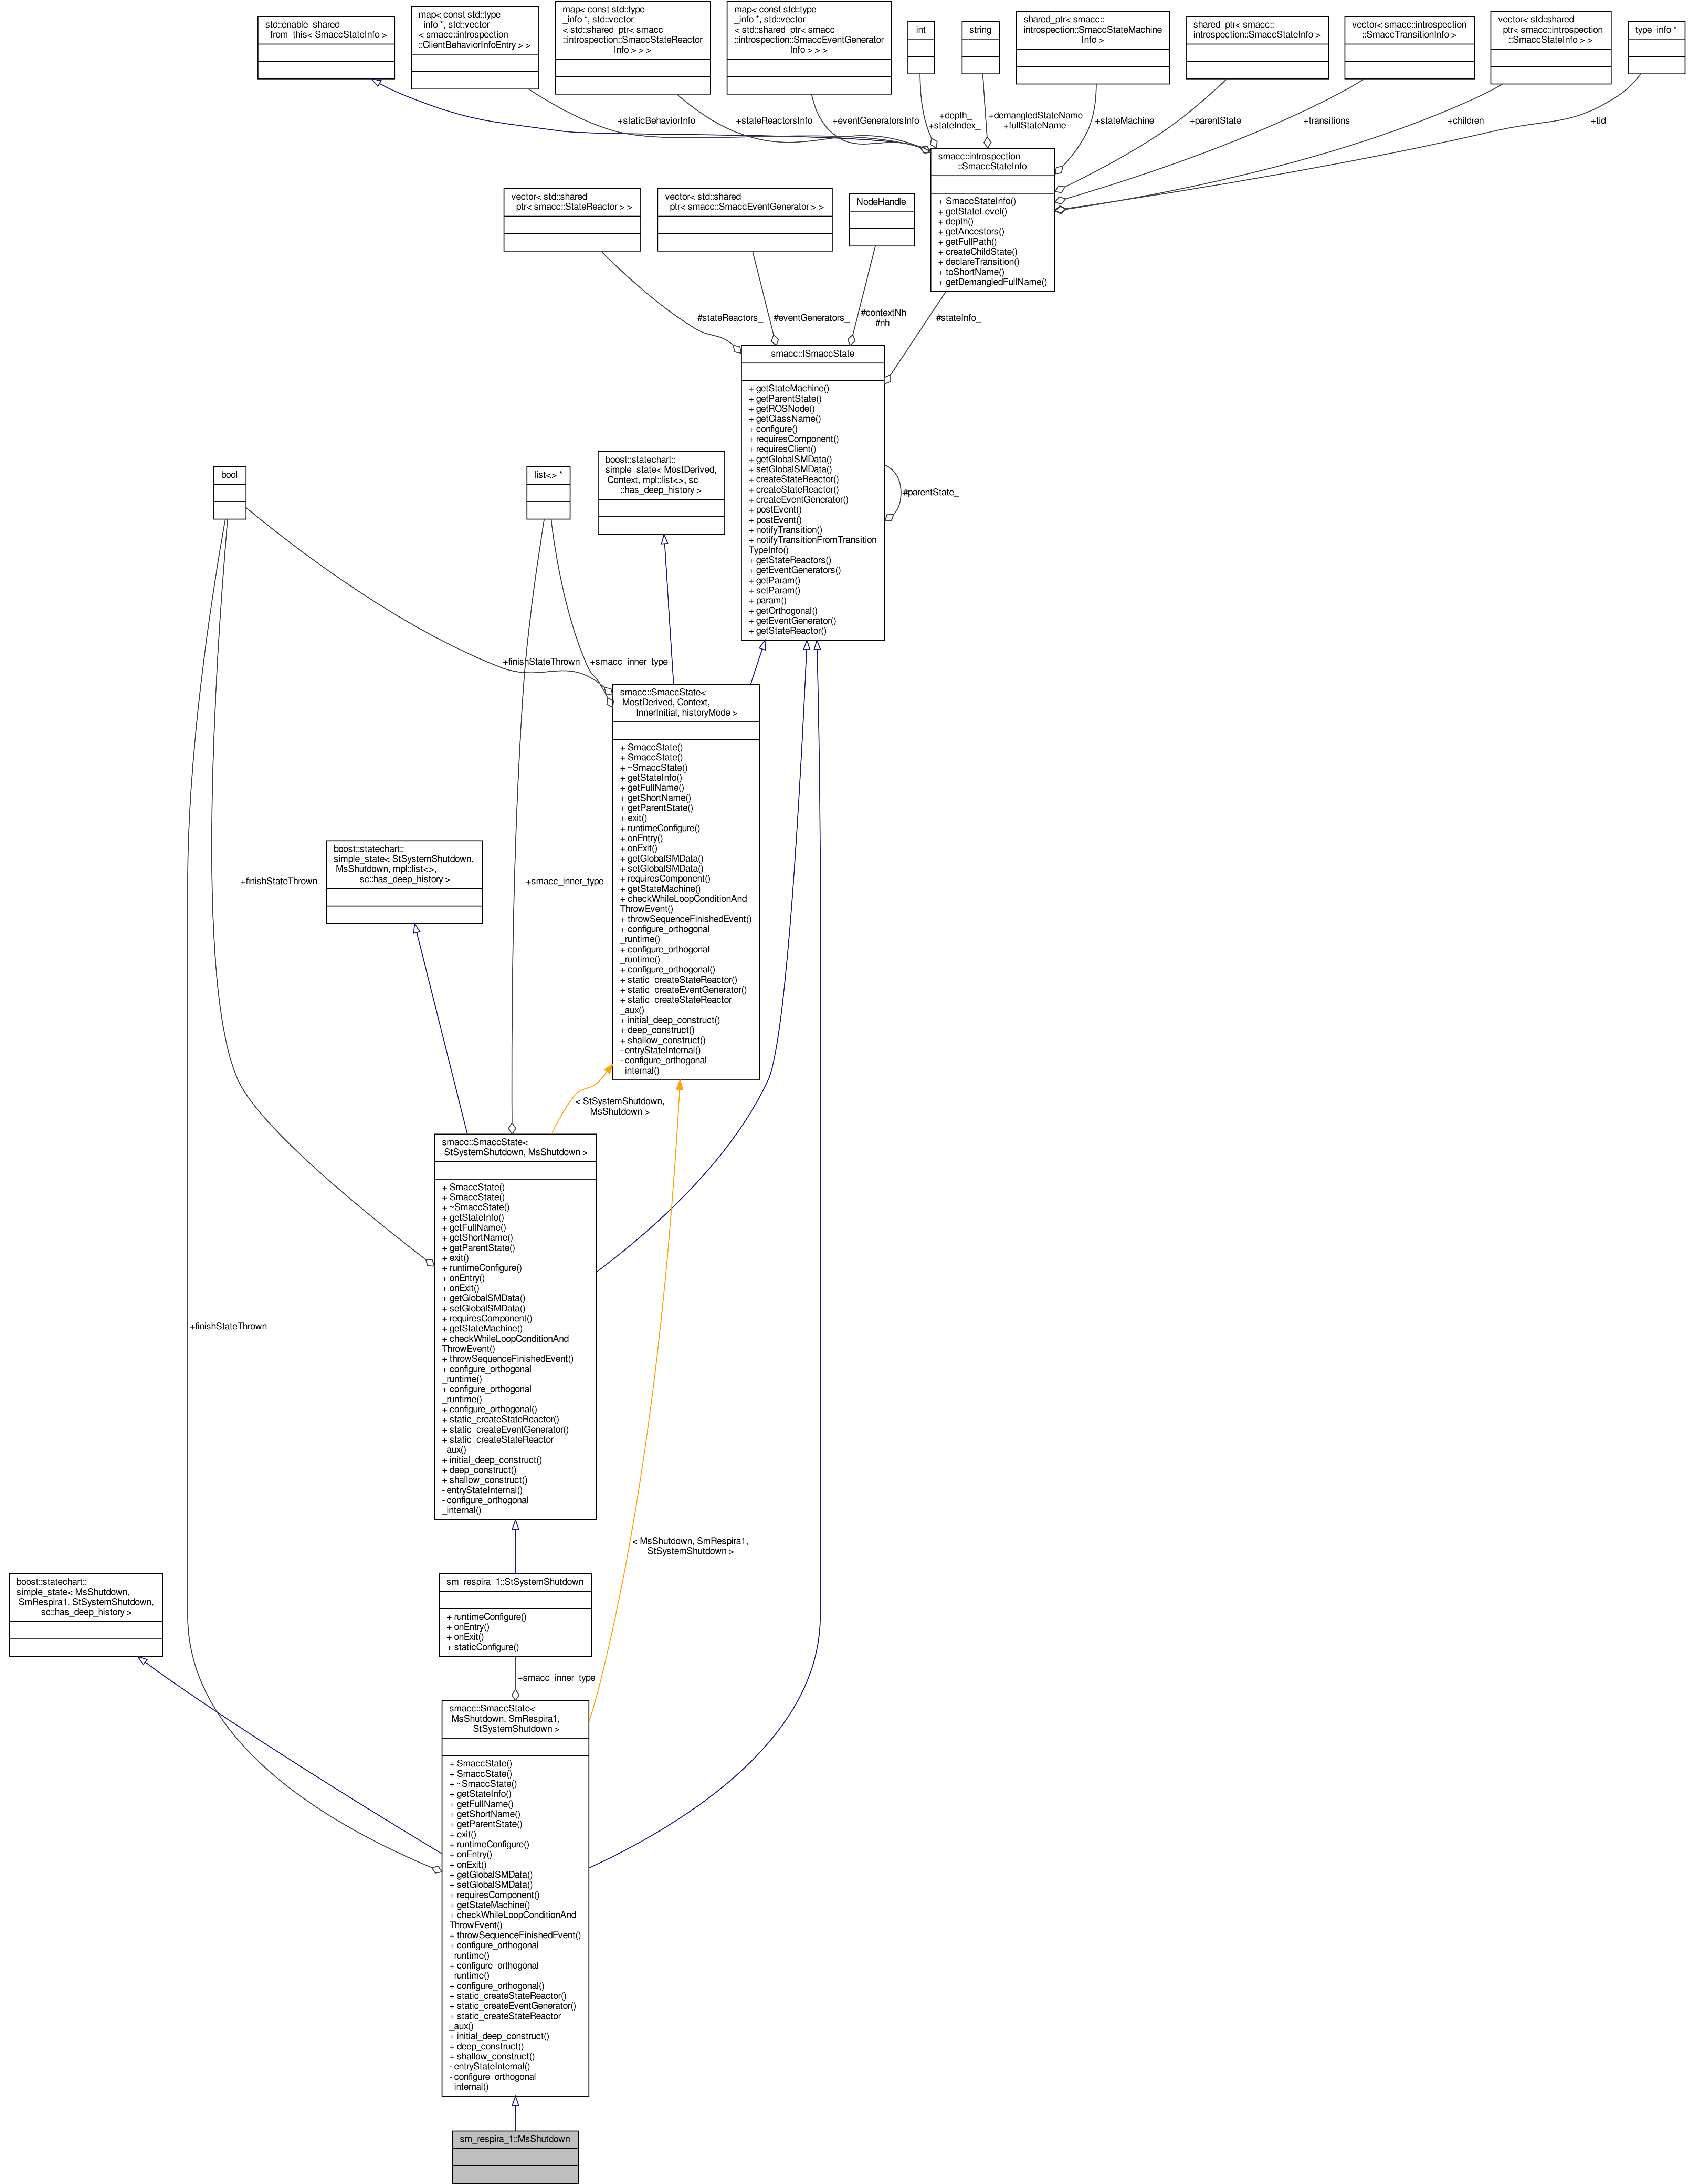 std::enable_shared
_from_this< SmaccStateInfo >
map< const std::type
_info *, std::vector
< smacc::introspection
::ClientBehaviorInfoEntry > >
map< const std::type
_info *, std::vector
< std::shared_ptr< smacc
::introspection::SmaccStateReactor
Info > > >
map< const std::type
_info *, std::vector
< std::shared_ptr< smacc
::introspection::SmaccEventGenerator
Info > > >
int
string
shared_ptr< smacc::
introspection::SmaccStateMachine
Info >
shared_ptr< smacc::
introspection::SmaccStateInfo >
vector< smacc::introspection
::SmaccTransitionInfo >
vector< std::shared
_ptr< smacc::introspection
::SmaccStateInfo > >
type_info *
+staticBehaviorInfo
+stateReactorsInfo
+eventGeneratorsInfo
+depth_
+stateIndex_
+demangledStateName
+fullStateName
+stateMachine_
+parentState_
+transitions_
+children_
+tid_
smacc::introspection
::SmaccStateInfo
+ SmaccStateInfo()
+ getStateLevel()
+ depth()
+ getAncestors()
+ getFullPath()
+ createChildState()
+ declareTransition()
+ toShortName()
+ getDemangledFullName()
vector< std::shared
_ptr< smacc::StateReactor > >
vector< std::shared
_ptr< smacc::SmaccEventGenerator > >
NodeHandle
#stateReactors_
#eventGenerators_
#contextNh
#nh
#stateInfo_
smacc::ISmaccState
+ getStateMachine()
+ getParentState()
+ getROSNode()
+ getClassName()
+ configure()
+ requiresComponent()
+ requiresClient()
+ getGlobalSMData()
+ setGlobalSMData()
+ createStateReactor()
+ createStateReactor()
+ createEventGenerator()
+ postEvent()
+ postEvent()
+ notifyTransition()
+ notifyTransitionFromTransition
TypeInfo()
+ getStateReactors()
+ getEventGenerators()
+ getParam()
+ setParam()
+ param()
+ getOrthogonal()
+ getEventGenerator()
+ getStateReactor()
#parentState_
bool
list<> *
boost::statechart::
simple_state< MostDerived,
Context, mpl::list<>, sc
::has_deep_history >
+finishStateThrown
+smacc_inner_type
smacc::SmaccState<
MostDerived, Context,
InnerInitial, historyMode >
+ SmaccState()
+ SmaccState()
+ ~SmaccState()
+ getStateInfo()
+ getFullName()
+ getShortName()
+ getParentState()
+ exit()
+ runtimeConfigure()
+ onEntry()
+ onExit()
+ getGlobalSMData()
+ setGlobalSMData()
+ requiresComponent()
+ getStateMachine()
+ checkWhileLoopConditionAnd
ThrowEvent()
+ throwSequenceFinishedEvent()
+ configure_orthogonal
_runtime()
+ configure_orthogonal
_runtime()
+ configure_orthogonal()
+ static_createStateReactor()
+ static_createEventGenerator()
+ static_createStateReactor
_aux()
+ initial_deep_construct()
+ deep_construct()
+ shallow_construct()
- entryStateInternal()
- configure_orthogonal
_internal()
boost::statechart::
simple_state< StSystemShutdown,
MsShutdown, mpl::list<>,
sc::has_deep_history >
+finishStateThrown
+smacc_inner_type
< StSystemShutdown,
MsShutdown >
smacc::SmaccState<
StSystemShutdown, MsShutdown >
+ SmaccState()
+ SmaccState()
+ ~SmaccState()
+ getStateInfo()
+ getFullName()
+ getShortName()
+ getParentState()
+ exit()
+ runtimeConfigure()
+ onEntry()
+ onExit()
+ getGlobalSMData()
+ setGlobalSMData()
+ requiresComponent()
+ getStateMachine()
+ checkWhileLoopConditionAnd
ThrowEvent()
+ throwSequenceFinishedEvent()
+ configure_orthogonal
_runtime()
+ configure_orthogonal
_runtime()
+ configure_orthogonal()
+ static_createStateReactor()
+ static_createEventGenerator()
+ static_createStateReactor
_aux()
+ initial_deep_construct()
+ deep_construct()
+ shallow_construct()
- entryStateInternal()
- configure_orthogonal
_internal()
+finishStateThrown
< MsShutdown, SmRespira1,
StSystemShutdown >
boost::statechart::
simple_state< MsShutdown,
SmRespira1, StSystemShutdown,
sc::has_deep_history >
sm_respira_1::StSystemShutdown
+ runtimeConfigure()
+ onEntry()
+ onExit()
+ staticConfigure()
+smacc_inner_type
smacc::SmaccState<
MsShutdown, SmRespira1,
StSystemShutdown >
+ SmaccState()
+ SmaccState()
+ ~SmaccState()
+ getStateInfo()
+ getFullName()
+ getShortName()
+ getParentState()
+ exit()
+ runtimeConfigure()
+ onEntry()
+ onExit()
+ getGlobalSMData()
+ setGlobalSMData()
+ requiresComponent()
+ getStateMachine()
+ checkWhileLoopConditionAnd
ThrowEvent()
+ throwSequenceFinishedEvent()
+ configure_orthogonal
_runtime()
+ configure_orthogonal
_runtime()
+ configure_orthogonal()
+ static_createStateReactor()
+ static_createEventGenerator()
+ static_createStateReactor
_aux()
+ initial_deep_construct()
+ deep_construct()
+ shallow_construct()
- entryStateInternal()
- configure_orthogonal
_internal()
sm_respira_1::MsShutdown